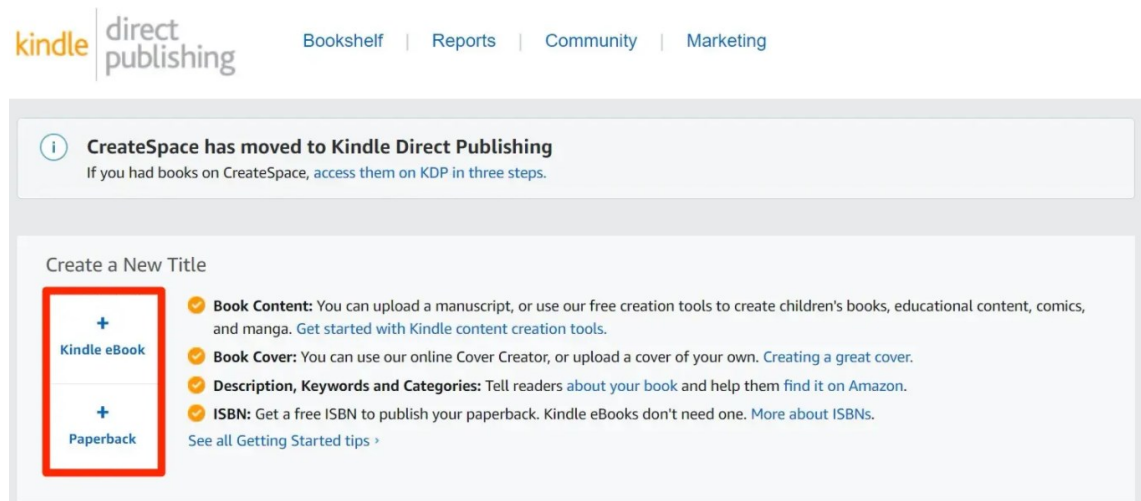 kindle direct publishing
Bookshelf | Reports | Community | Marketing
CreateSpace has moved to Kindle Direct Publishing
If you had books on CreateSpace, access them on KDP in three steps.
Create a New Title
+
Kindle eBook
+
Paperback
Book Content: You can upload a manuscript, or use our free creation tools to create children's books, educational content, comics,
and manga. Get started with Kindle content creation tools.
Book Cover: You can use our online Cover Creator, or upload a cover of your own. Creating a great cover.
Description, Keywords and Categories: Tell readers about your book and help them find it on Amazon.
ISBN: Get a free ISBN to publish your paperback. Kindle eBooks don't need one. More about ISBNs.
See all Getting Started tips ›